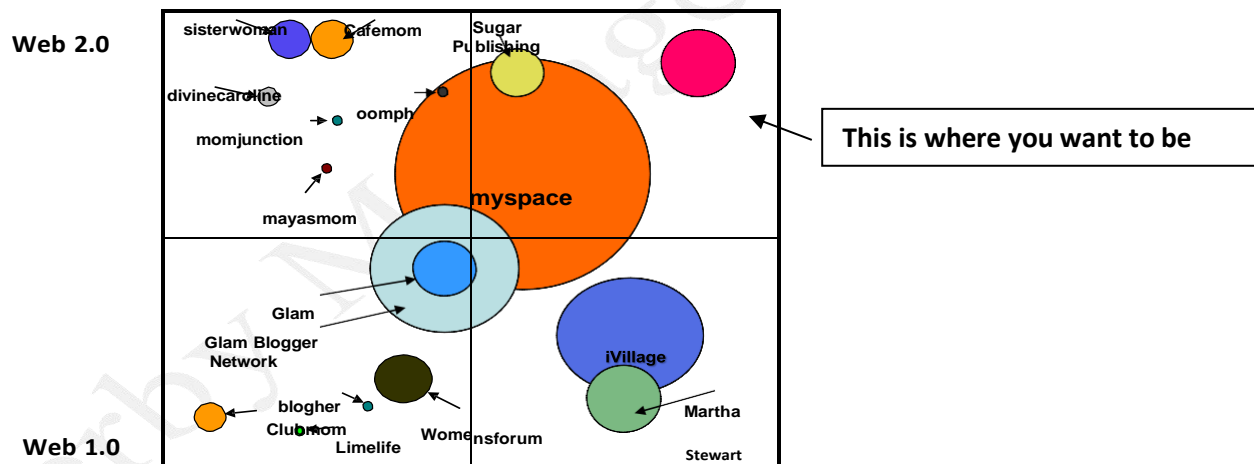 Web 2.0
sisterwoman
Cafemom
Sugar
Publishing
divinecaroline
oomph
momjunction
This is where you want to be
myspace
mayasmom
Glam
Glam Blogger
Network
iVillage
blogher
Martha
Clubmom
Limelife
Womensforum
Web 1.0
Stewart